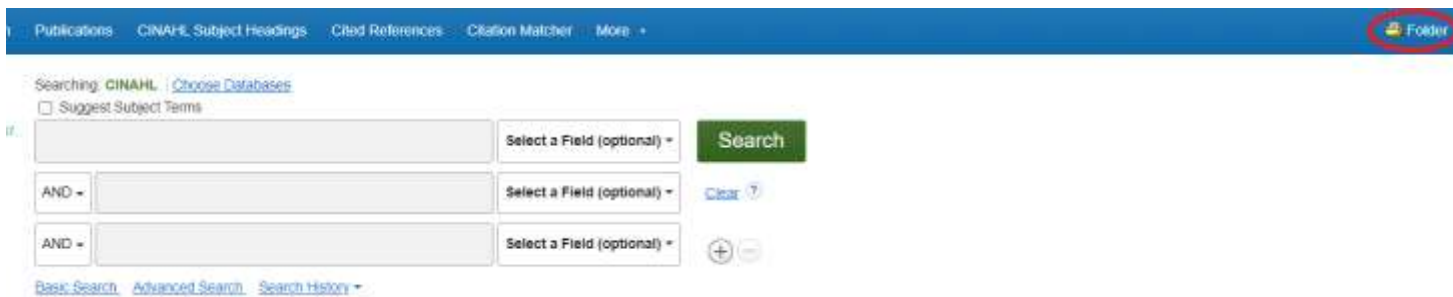 Publications CINAHL Subject Headings Cited References Citation Matcher More Folder
Searching: CINAHL Choose Databases
Suggest Subject Terms
Select a Field (optional) Search
AND Select a Field (optional) Clear ?
AND Select a Field (optional)
Basic Search Advanced Search Search History